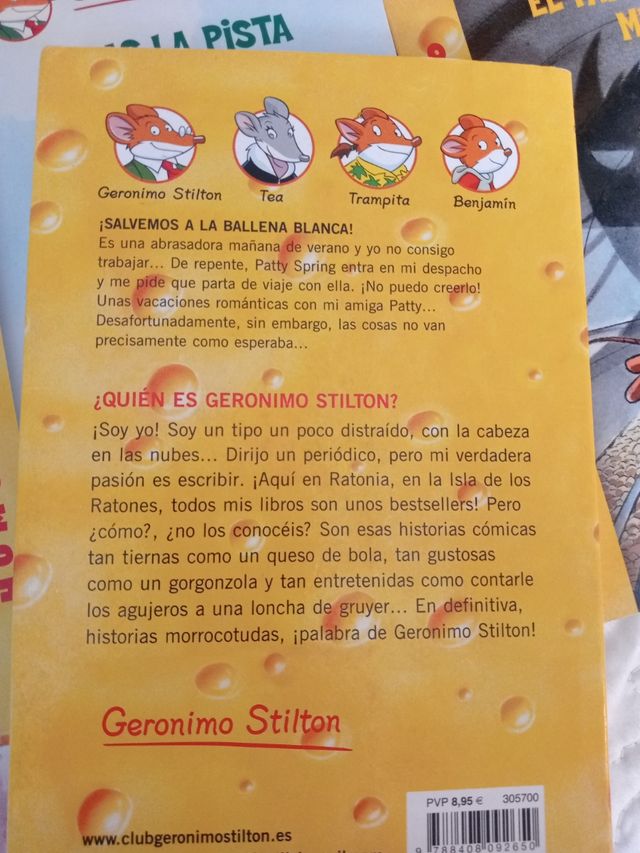 LA PISTA
EL
M
Geronimo Stilton
Tea
Trampita
Benjamín
¡SALVEMOS A LA BALLENA BLANCA!
Es una abrasadora mañana de verano y yo no consigo
trabajar... De repente, Patty Spring entra en mi despacho
y me pide que parta de viaje con ella. ¡No puedo creerlo!
Unas vacaciones románticas con mi amiga Patty...
Desafortunadamente, sin embargo, las cosas no van
precisamente como esperaba...
¿QUIÉN ES GERONIMO STILTON?
¡Soy yo! Soy un tipo un poco distraído, con la cabeza
en las nubes... Dirijo un periódico, pero mi verdadera
pasión es escribir. ¡Aquí en Ratonia, en la Isla de los
Ratones, todos mis libros son unos bestsellers! Pero
¿cómo?, ¿no los conocéis? Son esas historias cómicas
tan tiernas como un queso de bola, tan gustosas
como un gorgonzola y tan entretenidas como contarle
los agujeros a una loncha de gruyer... En definitiva,
historias morrocotudas, ¡palabra de Geronimo Stilton!
Geronimo Stilton
PVP 8,95 € 305700
9 788408 092650
www.clubgeronimostilton.es